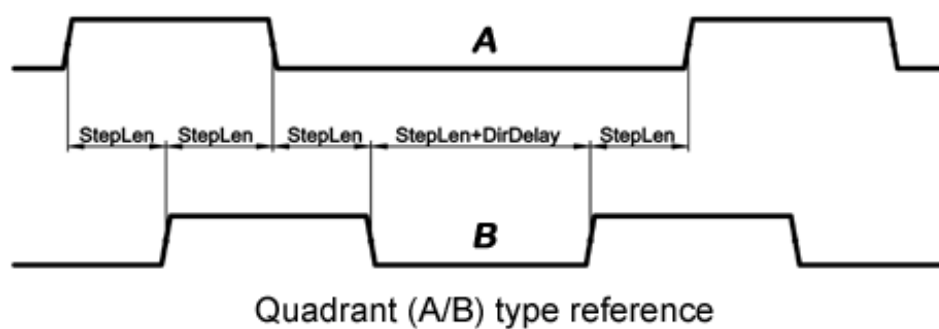 A
StepLen StepLen StepLen StepLen+DirDelay StepLen
B
Quadrant (A/B) type reference